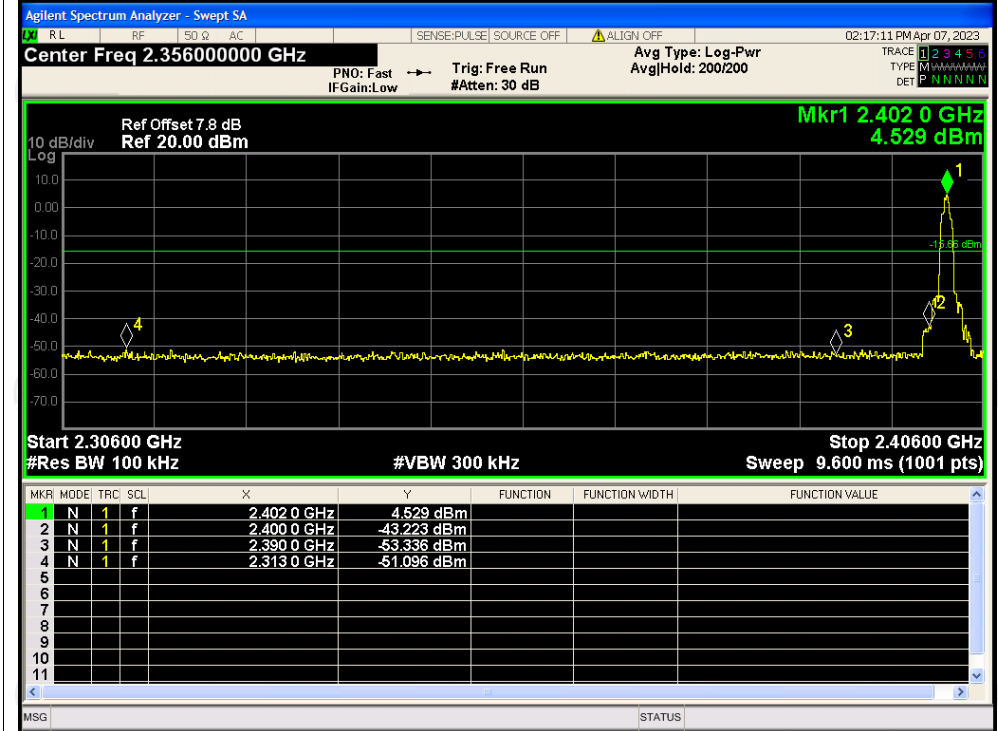 Agilent Spectrum Analyzer - Swept SA
LXI RL RF 50 Ω AC SENSE:PULSE SOURCE OFF ALIGN OFF 02:17:11 PM Apr 07, 2023
Center Freq 2.356000000 GHz Avg Type: Log-Pwr TRACE 1 2 3 4 5 6
PNO: Fast Trig: Free Run Avg|Hold: 200/200 TYPE M WWWWW
IFGain:Low #Atten: 30 dB DET P N N N N N
Mkr1 2.402 0 GHz
Ref Offset 7.8 dB
10 dB/div Ref 20.00 dBm 4.529 dBm
Log
1
10.0
0.00
-10.0
-15.66 dBm
-20.0
-30.0
2
-40.0
4
3
-50.0
-60.0
-70.0
Start 2.30600 GHz Stop 2.40600 GHz
#Res BW 100 kHz #VBW 300 kHz Sweep 9.600 ms (1001 pts)
MKR MODE TRC SCL X Y FUNCTION FUNCTION WIDTH FUNCTION VALUE
1 N 1 f 2.402 0 GHz 4.529 dBm
2 N 1 f 2.400 0 GHz -43.223 dBm
3 N 1 f 2.390 0 GHz -53.336 dBm
4 N 1 f 2.313 0 GHz -51.096 dBm
5
6
7
8
9
10
11
MSG STATUS